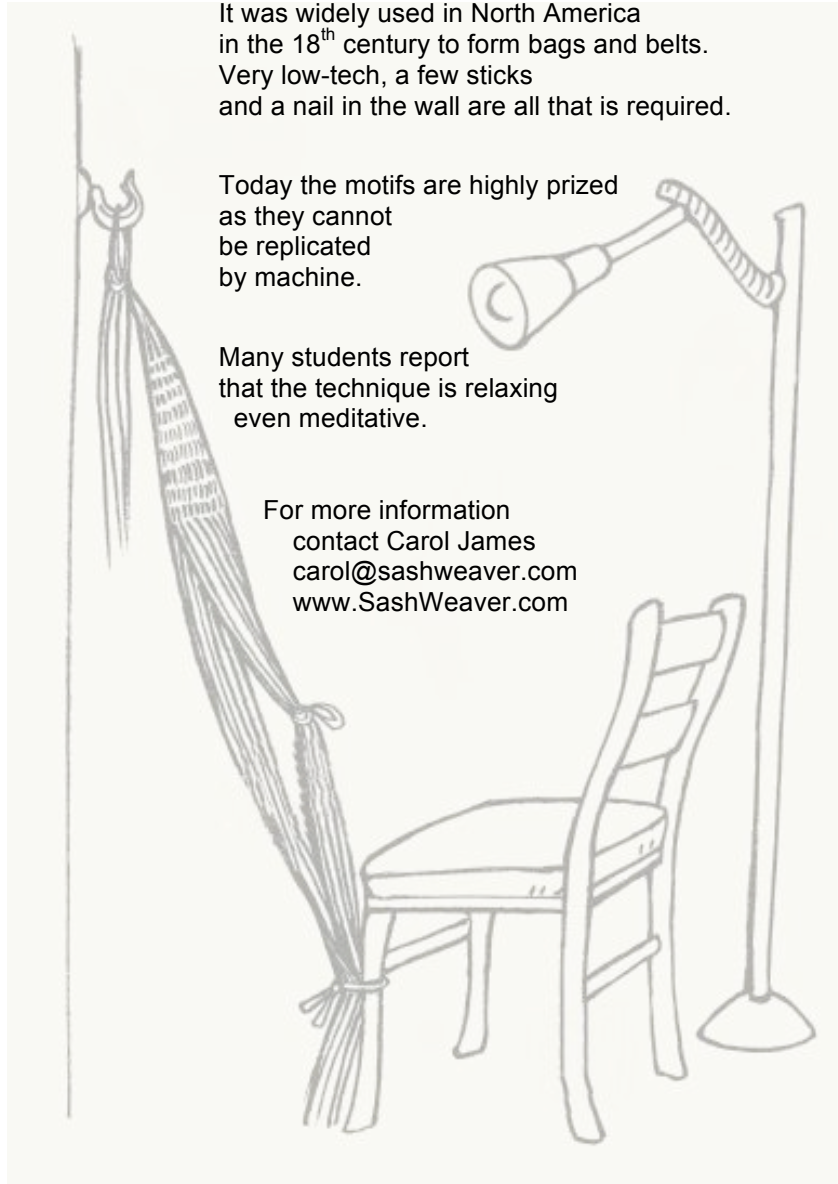 It was widely used in North America
in the 18th century to form bags and belts.
Very low-tech, a few sticks
and a nail in the wall are all that is required.
Today the motifs are highly prized
as they cannot
be replicated
by machine.
Many students report
that the technique is relaxing
even meditative.
For more information
contact Carol James
carol@sashweaver.com
www.SashWeaver.com